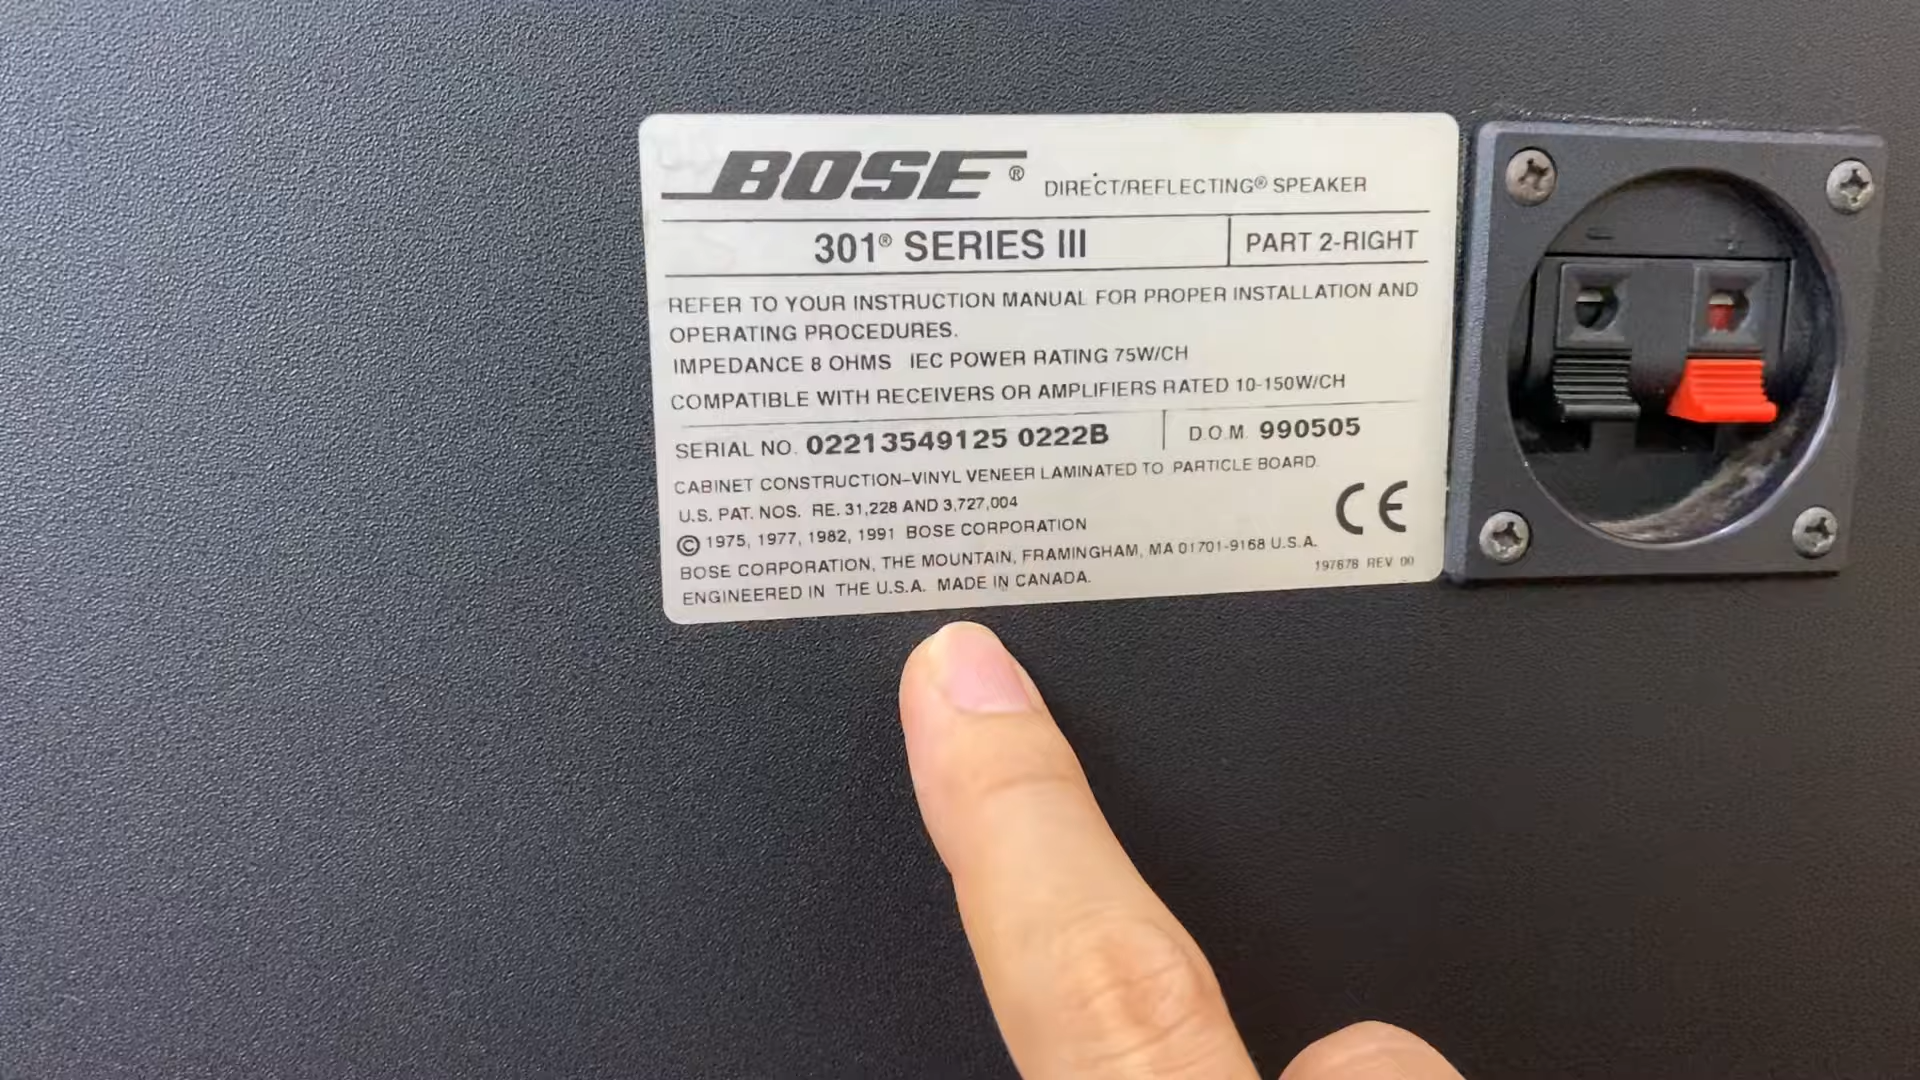 BOSE® DIRECT/REFLECTING® SPEAKER
301® SERIES III PART 2-RIGHT
REFER TO YOUR INSTRUCTION MANUAL FOR PROPER INSTALLATION AND
OPERATING PROCEDURES.
IMPEDANCE 8 OHMS IEC POWER RATING 75W/CH
COMPATIBLE WITH RECEIVERS OR AMPLIFIERS RATED 10-150W/CH
SERIAL NO. 02213549125 0222B D.O.M. 990505
CABINET CONSTRUCTION-VINYL VENEER LAMINATED TO PARTICLE BOARD.
U.S. PAT. NOS. RE. 31,228 AND 3,727,004
© 1975, 1977, 1982, 1991 BOSE CORPORATION
CE
BOSE CORPORATION, THE MOUNTAIN, FRAMINGHAM, MA 01701-9168 U.S.A.
ENGINEERED IN THE U.S.A. MADE IN CANADA.
197678 REV 00